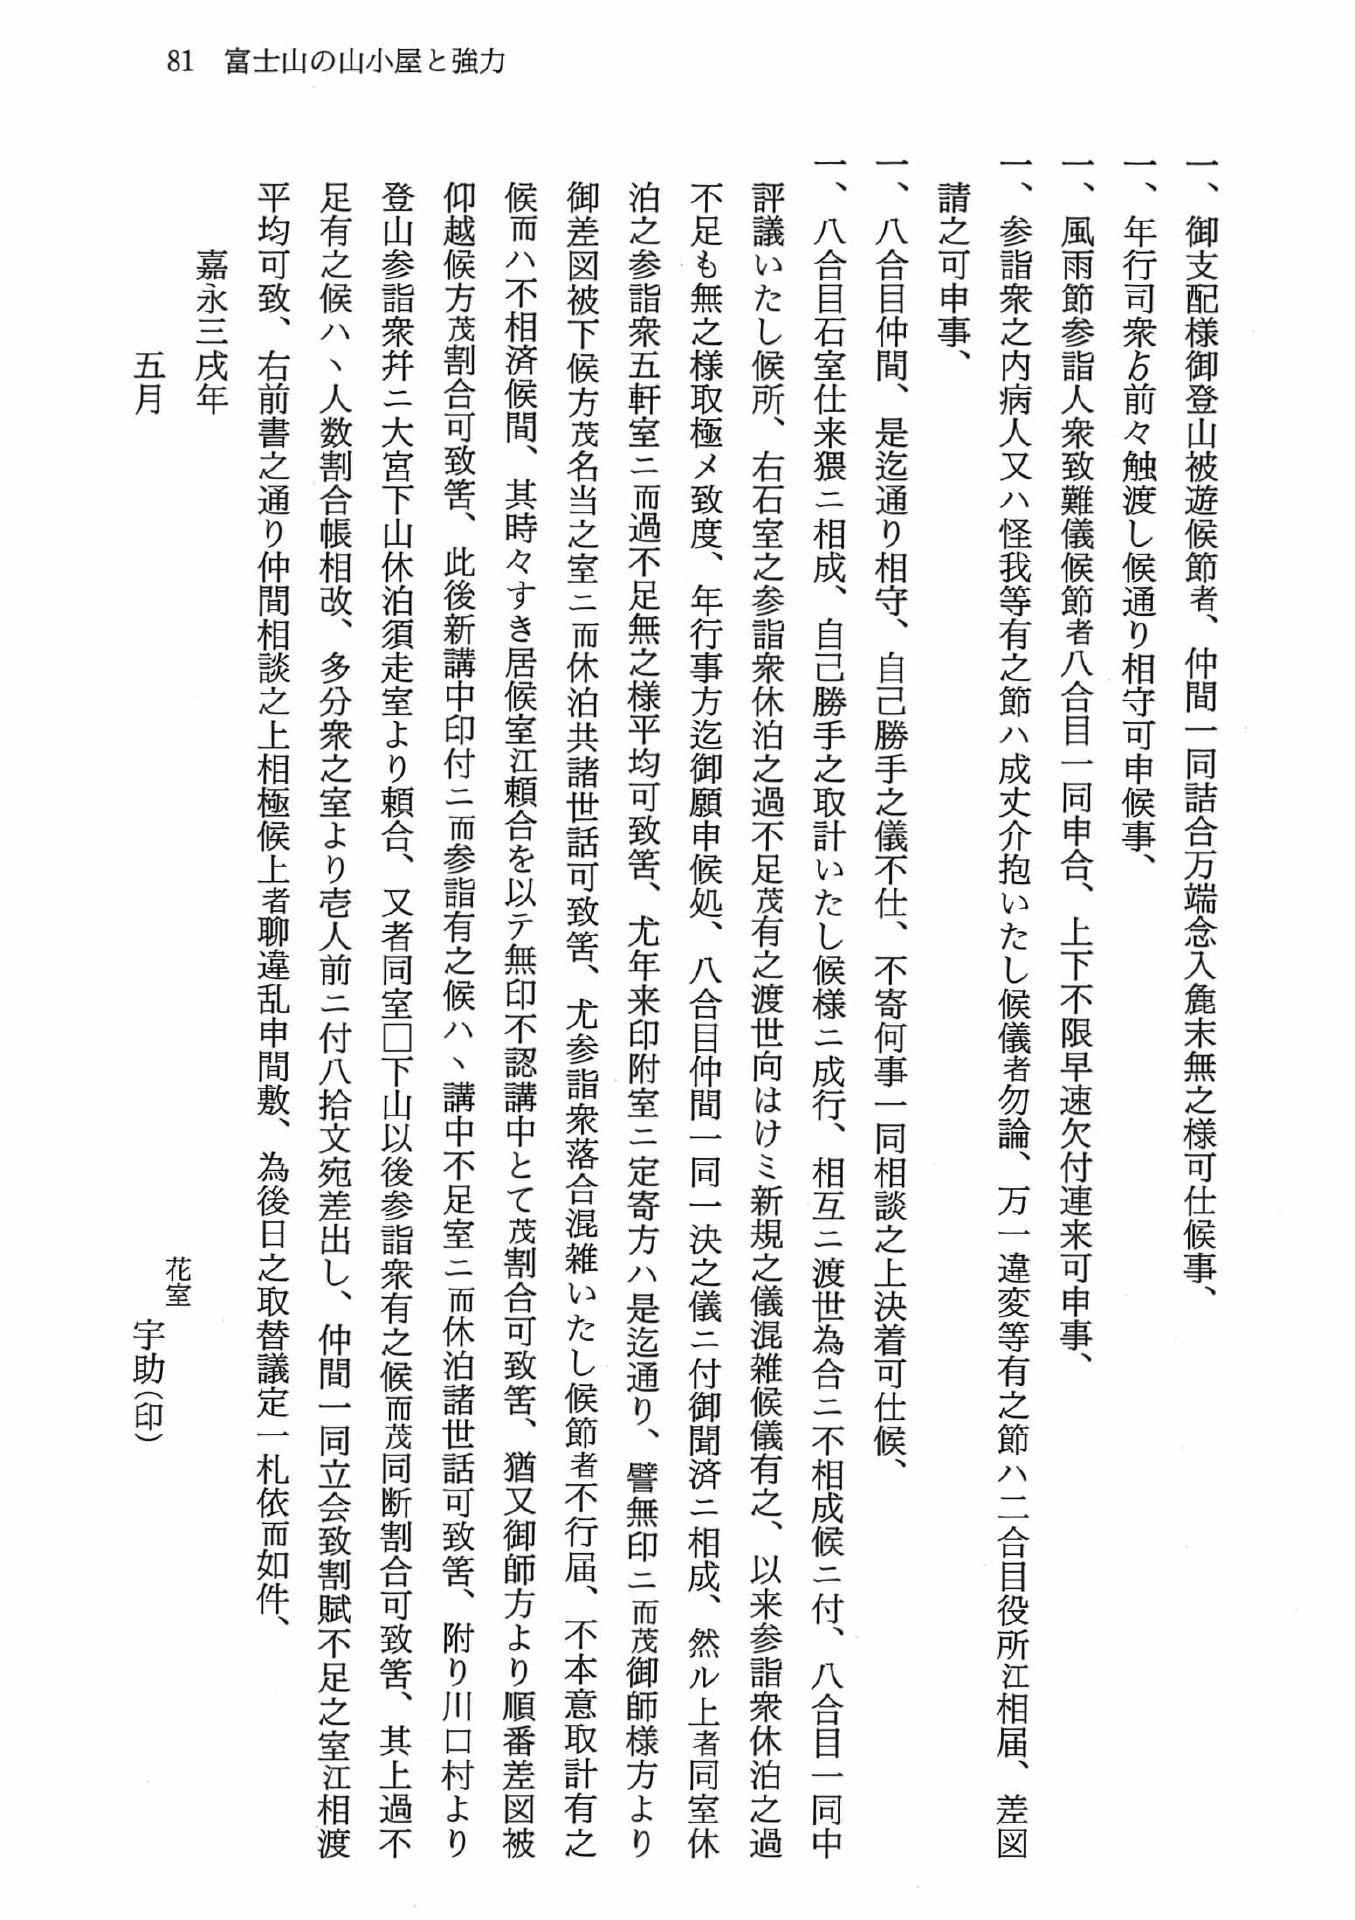 81 富士山の山小屋と強力
一、御支配様御登山被遊候節者、仲間一同詰合万端念入麁末無之様可仕候事、
一、年行司衆ゟ前々触渡し候通り相守可申候事、
一、風雨節参詣人衆致難儀候節者八合目一同申合、上下不限早速欠付連来可申事、
一、参詣衆之内病人又ハ怪我等有之節ハ成丈介抱いたし候儀者勿論、万一違変等有之節ハ二合目役所江相届、差図
請之可申事、
一、八合目仲間、是迄通り相守、自己勝手之儀不仕、不寄何事一同相談之上決着可仕候、
一、八合目石室仕来猥ニ相成、自己勝手之取計いたし候様ニ成行、相互ニ渡世為合ニ不相成候ニ付、八合目一同中
評議いたし候所、右石室之参詣衆休泊之過不足茂有之渡世向はけミ新規之儀混雑候儀有之、以来参詣衆休泊之過
不足も無之様取極メ致度、年行事方迄御願申候処、八合目仲間一同一決之儀ニ付御聞済ニ相成、然ル上者同室休
泊之参詣衆五軒室ニ而過不足無之様平均可致筈、尤年来印附室ニ定寄方ハ是迄通り、譬無印ニ而茂御師様方より
御差図被下候方茂名当之室ニ而休泊共諸世話可致筈、尤参詣衆落合混雑いたし候節者不行届、不本意取計有之
候而ハ不相済候間、其時々すき居候室江頼合を以テ無印不認講中とて茂割合可致筈、猶又御師方より順番差図被
仰越候方茂割合可致筈、此後新講中印付ニ而参詣有之候ハヽ講中不足室ニ而休泊諸世話可致筈、附り川口村より
登山参詣衆幷ニ大宮下山休泊須走室より頼合、又者同室□下山以後参詣衆有之候而茂同断割合可致筈、其上過不
足有之候ハヽ人数割合帳相改、多分衆之室より壱人前ニ付八拾文宛差出し、仲間一同立会致割賦不足之室江相渡
平均可致、右前書之通り仲間相談之上相極候上者聊違乱申間敷、為後日之取替議定一札依而如件、
嘉永三戌年
五月
花室
宇助（印）